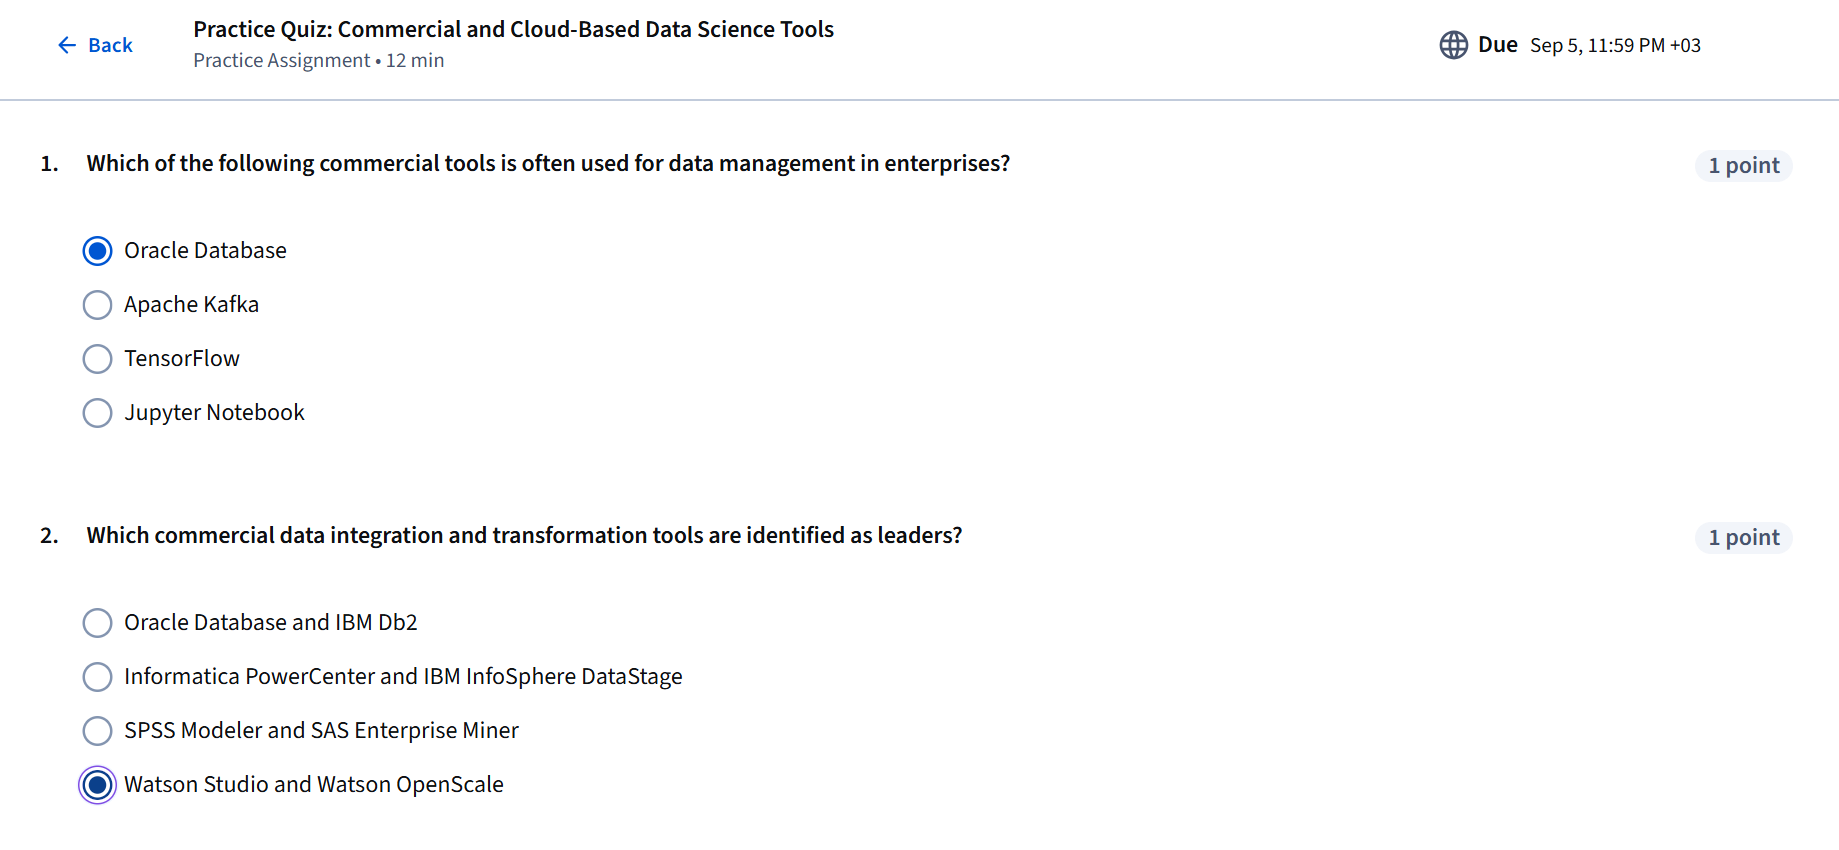 Back
Practice Quiz: Commercial and Cloud-Based Data Science Tools
Practice Assignment • 12 min
Due Sep 5, 11:59 PM +03
1. Which of the following commercial tools is often used for data management in enterprises?
1 point
Oracle Database
Apache Kafka
TensorFlow
Jupyter Notebook
2. Which commercial data integration and transformation tools are identified as leaders?
1 point
Oracle Database and IBM Db2
Informatica PowerCenter and IBM InfoSphere DataStage
SPSS Modeler and SAS Enterprise Miner
Watson Studio and Watson OpenScale